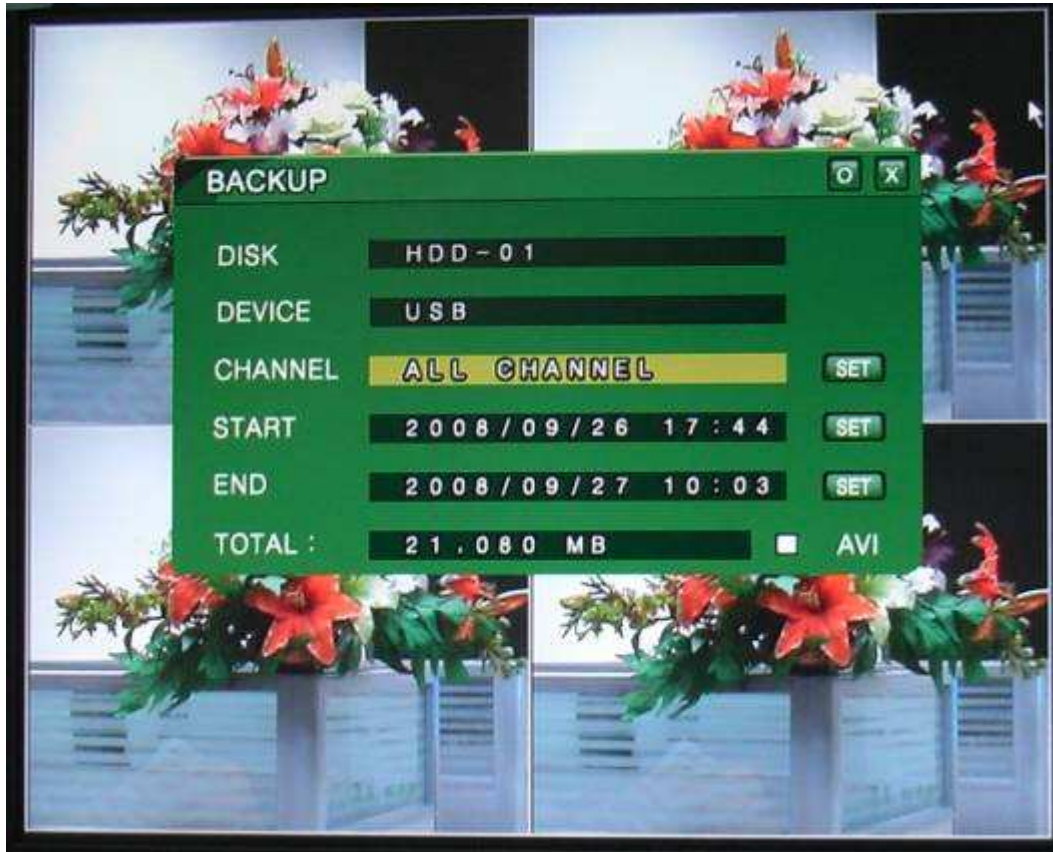 BACKUP O X
DISK HDD-01
DEVICE USB
CHANNEL ALL CHANNEL SET
START 2008/09/26 17:44 SET
END 2008/09/27 10:03 SET
TOTAL : 21.080 MB AVI